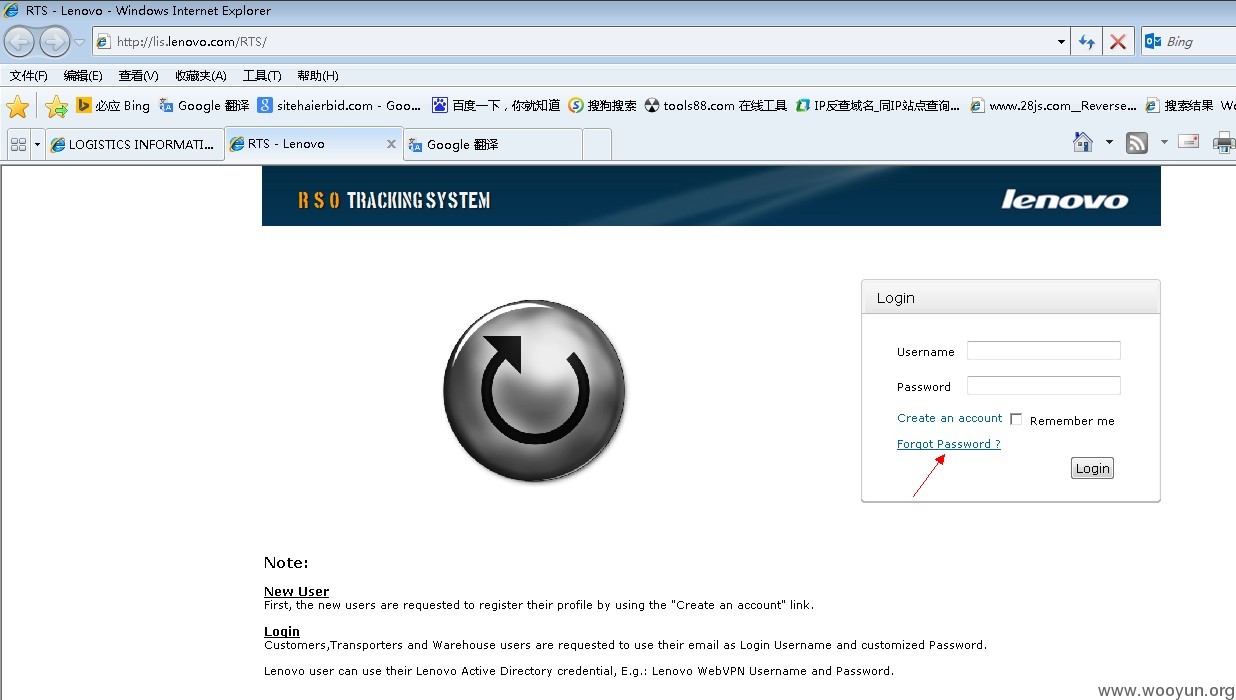 RTS - Lenovo - Windows Internet Explorer
http://lis.lenovo.com/RTS/
Bing
文件(F) 编辑(E) 查看(V) 收藏夹(A) 工具(T) 帮助(H)
必应 Bing Google 翻译 sitehaierbid.com - Goo... 百度一下，你就知道 搜狗搜索 tools88.com 在线工具 IP反查域名_同IP站点查询... www.28js.com__Reverse... 搜索结果 Wo
LOGISTICS INFORMATI... RTS - Lenovo X Google 翻译
RSO TRACKING SYSTEM lenovo
Login
Username
Password
Create an account Remember me
Forgot Password ?
Login
Note:
New User
First, the new users are requested to register their profile by using the "Create an account" link.
Login
Customers,Transporters and Warehouse users are requested to use their email as Login Username and customized Password.
Lenovo user can use their Lenovo Active Directory credential, E.g.: Lenovo WebVPN Username and Password.
www.wooyun.org